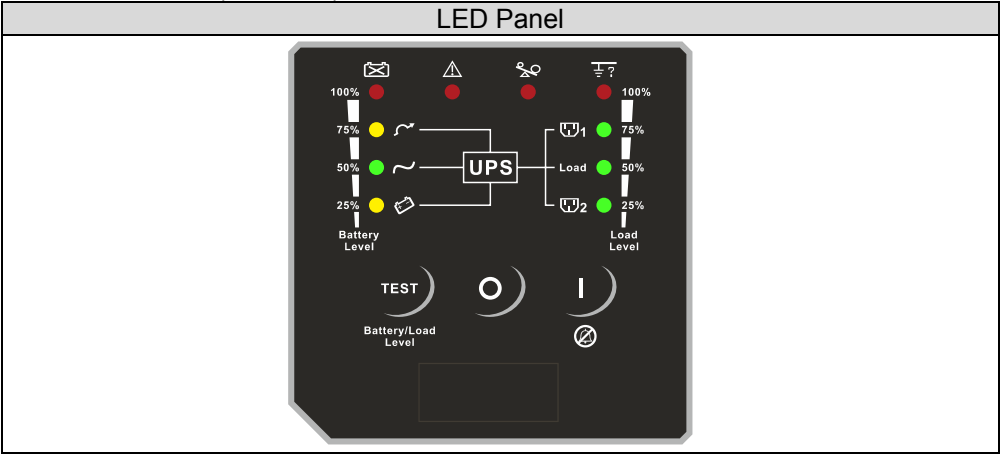 LED Panel
?
100% 100%
75% 1 75%
UPS
50% Load 50%
25% 2 25%
Battery Load
Level Level
TEST O I
Battery/Load
Level